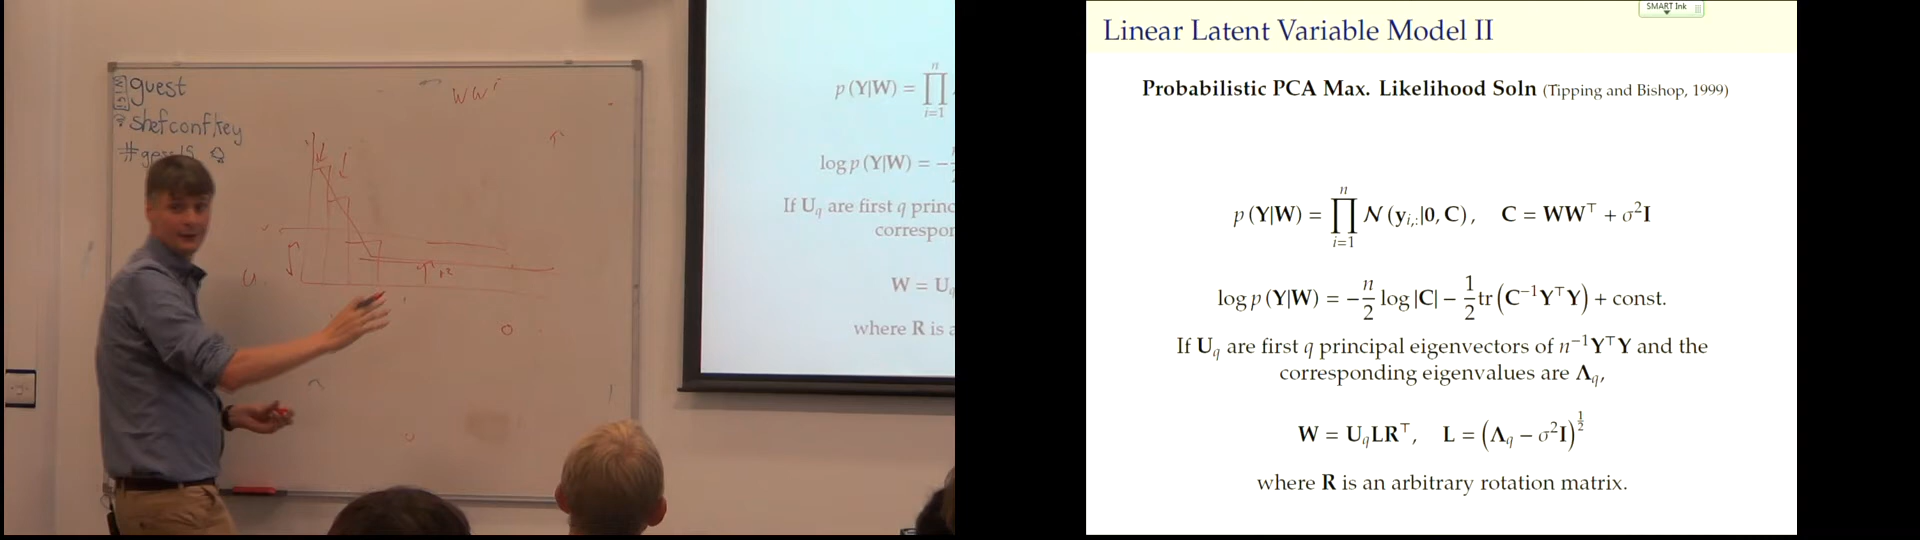 guest
shefconfkey
WW
p(Y|W) = ∏
n
i=1
log p(Y|W) = −
If U_q are first q princ
correspon
W = U
where R is a
SMART Ink
Linear Latent Variable Model II
Probabilistic PCA Max. Likelihood Soln (Tipping and Bishop, 1999)
p(Y|W) = ∏_{i=1}^{n} N(y_{i,:}|0, C), C = WW^⊤ + σ²I
log p(Y|W) = −n/2 log |C| − 1/2 tr(C^{−1}Y^⊤Y) + const.
If U_q are first q principal eigenvectors of n^{−1}Y^⊤Y and the
corresponding eigenvalues are Λ_q,
W = U_qLR^⊤, L = (Λ_q − σ²I)^{1/2}
where R is an arbitrary rotation matrix.